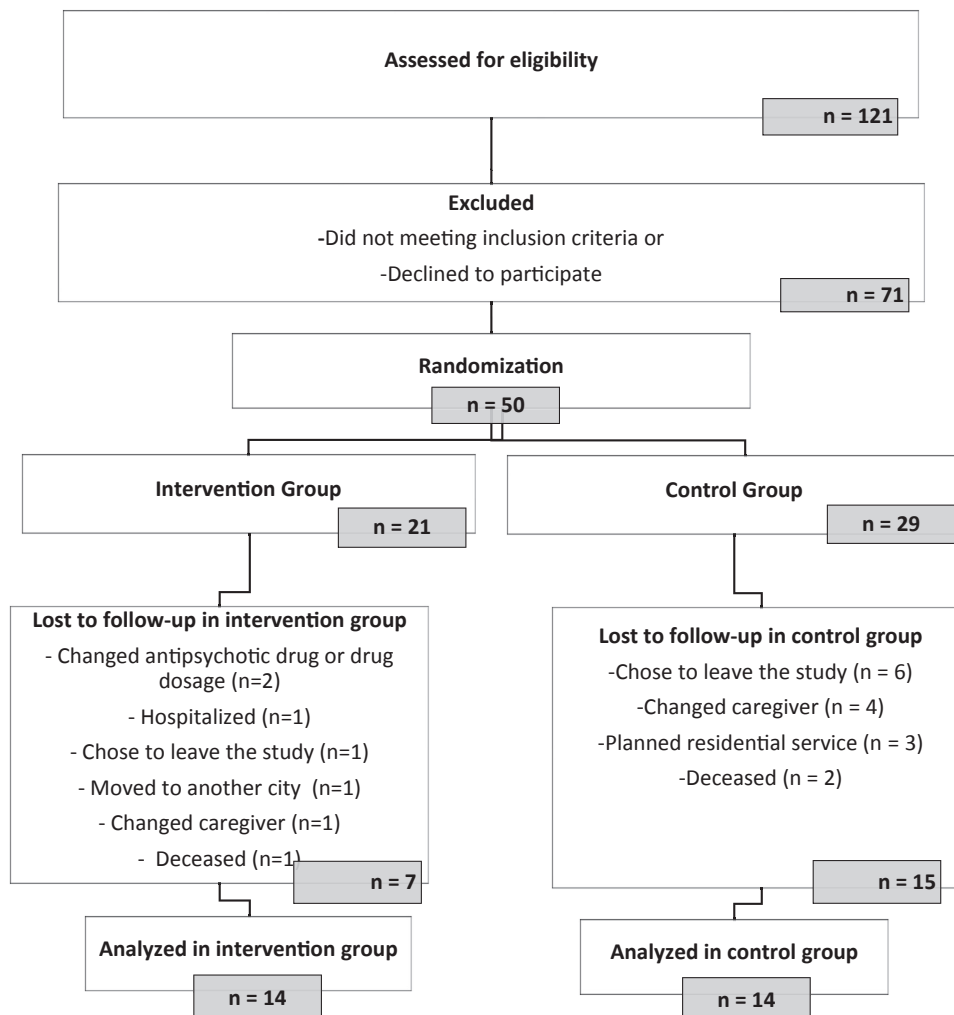 Assessed for eligibility
n = 121
Excluded
-Did not meeting inclusion criteria or
-Declined to participate
n = 71
Randomization
n = 50
Intervention Group
n = 21
Control Group
n = 29
Lost to follow-up in intervention group
- Changed antipsychotic drug or drug
dosage (n=2)
- Hospitalized (n=1)
- Chose to leave the study (n=1)
- Moved to another city (n=1)
- Changed caregiver (n=1)
- Deceased (n=1)
n = 7
Lost to follow-up in control group
-Chose to leave the study (n = 6)
-Changed caregiver (n = 4)
-Planned residential service (n = 3)
-Deceased (n = 2)
n = 15
Analyzed in intervention group
n = 14
Analyzed in control group
n = 14